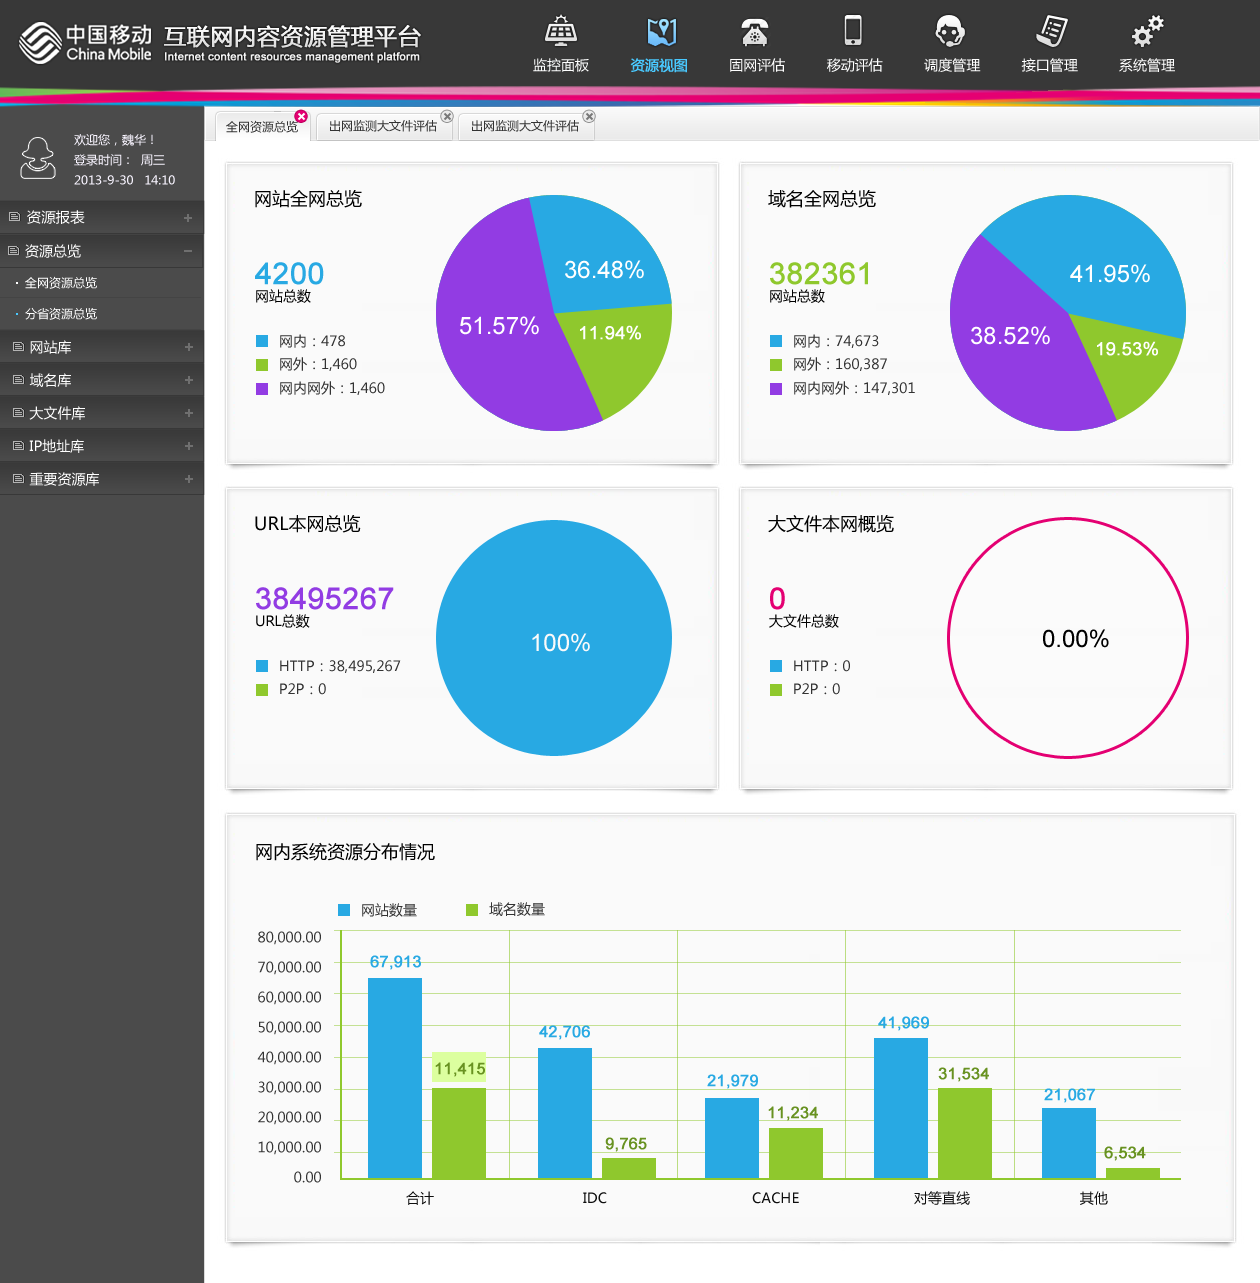 中国移动
China Mobile
互联网内容资源管理平台
Internet content resources management platform
监控面板
资源视图
固网评估
移动评估
调度管理
接口管理
系统管理
欢迎您，魏华！
登录时间： 周三
2013-9-30 14:10
全网资源总览
出网监测大文件评估
出网监测大文件评估
资源报表
资源总览
全网资源总览
分省资源总览
网站库
域名库
大文件库
IP地址库
重要资源库
网站全网总览
4200
网站总数
网内：478
网外：1,460
网内网外：1,460
36.48%
51.57%
11.94%
域名全网总览
382361
网站总数
网内：74,673
网外：160,387
网内网外：147,301
41.95%
38.52%
19.53%
URL本网总览
38495267
URL总数
HTTP：38,495,267
P2P：0
100%
大文件本网概览
0
大文件总数
HTTP：0
P2P：0
0.00%
网内系统资源分布情况
网站数量
域名数量
80,000.00
70,000.00
60,000.00
50,000.00
40,000.00
30,000.00
20,000.00
10,000.00
0.00
67,913
11,415
42,706
9,765
21,979
11,234
41,969
31,534
21,067
6,534
合计
IDC
CACHE
对等直线
其他